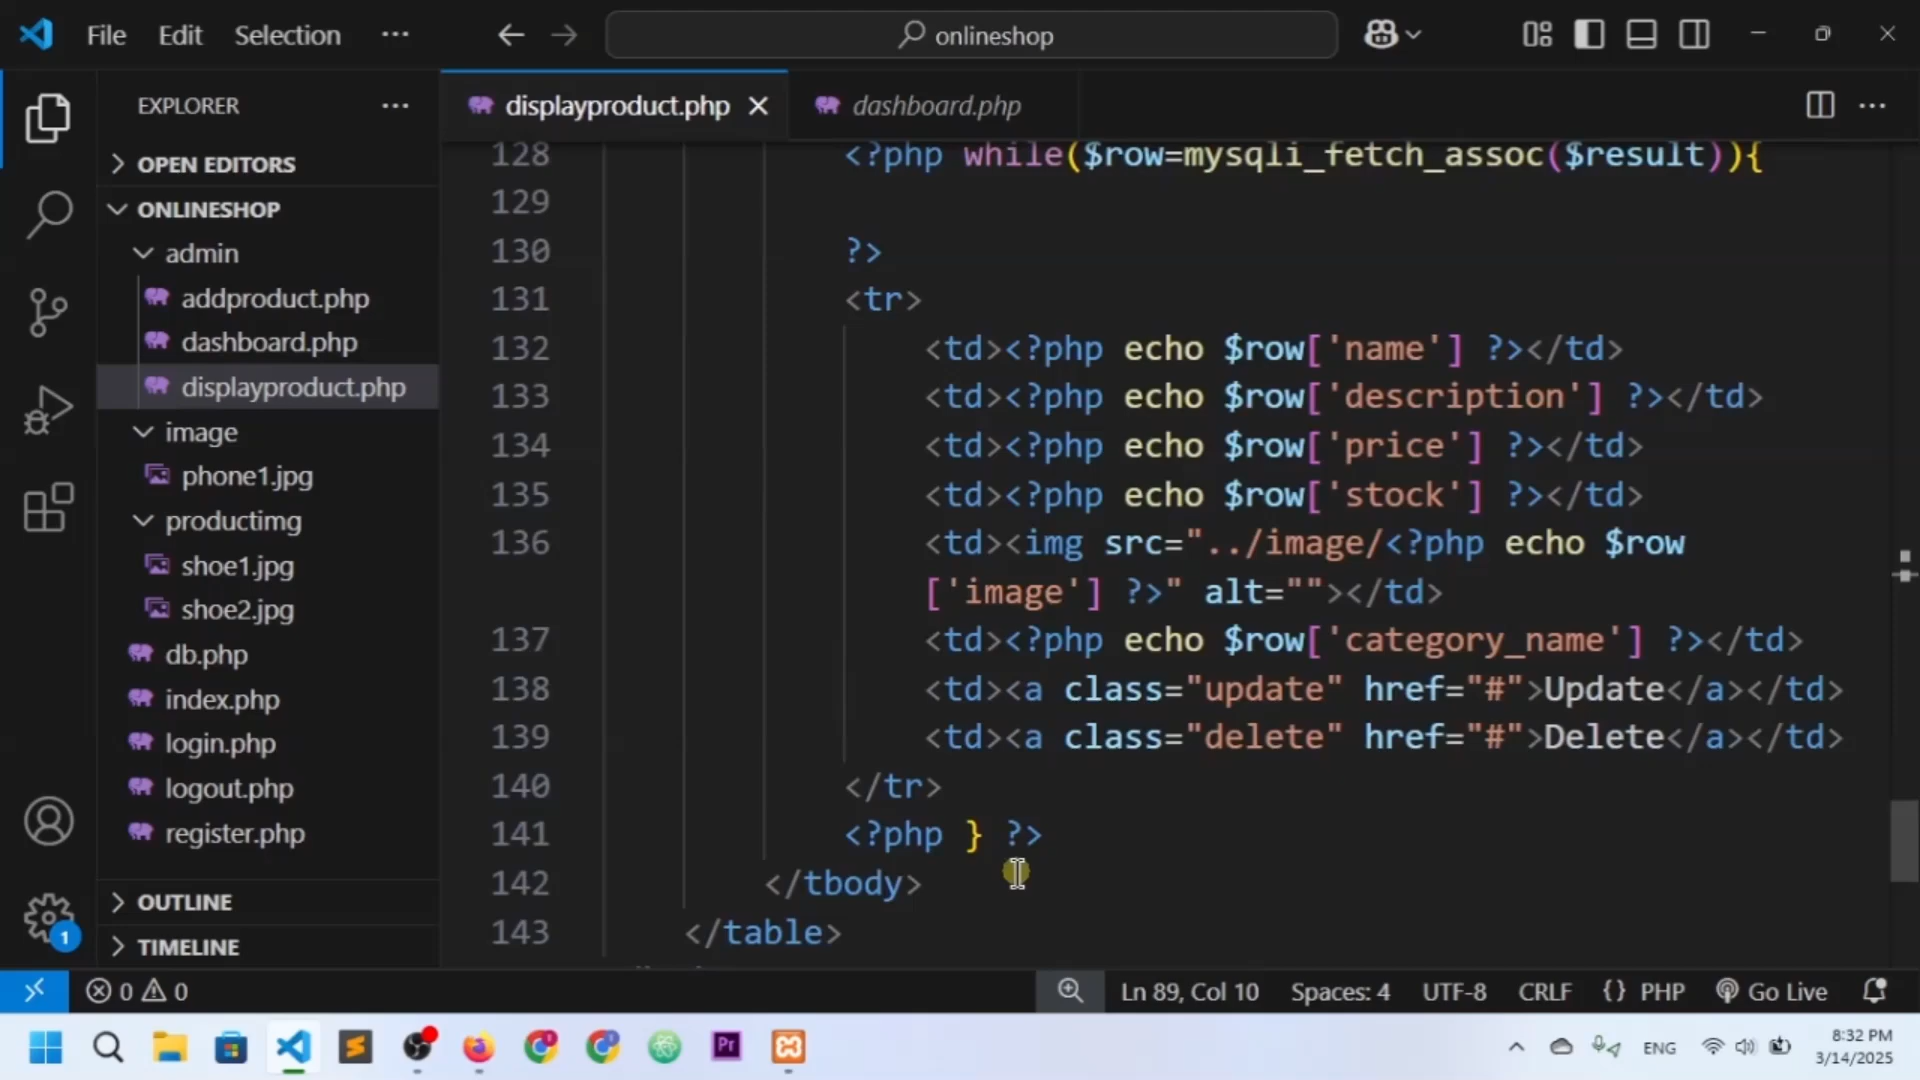 File Edit Selection ··· onlineshop
EXPLORER ···
OPEN EDITORS
ONLINESHOP
admin
addproduct.php
dashboard.php
displayproduct.php
image
phone1.jpg
productimg
shoe1.jpg
shoe2.jpg
db.php
index.php
login.php
logout.php
register.php
OUTLINE
TIMELINE
displayproduct.php dashboard.php
128 <?php while($row=mysqli_fetch_assoc($result)){
129
130 ?>
131 <tr>
132 <td><?php echo $row['name'] ?></td>
133 <td><?php echo $row['description'] ?></td>
134 <td><?php echo $row['price'] ?></td>
135 <td><?php echo $row['stock'] ?></td>
136 <td><img src="../image/<?php echo $row
['image'] ?>" alt=""></td>
137 <td><?php echo $row['category_name'] ?></td>
138 <td><a class="update" href="#">Update</a></td>
139 <td><a class="delete" href="#">Delete</a></td>
140 </tr>
141 <?php } ?>
142 </tbody>
143 </table>
1
0 0 Ln 89, Col 10 Spaces: 4 UTF-8 CRLF {} PHP Go Live
Pr ENG 8:32 PM
3/14/2025